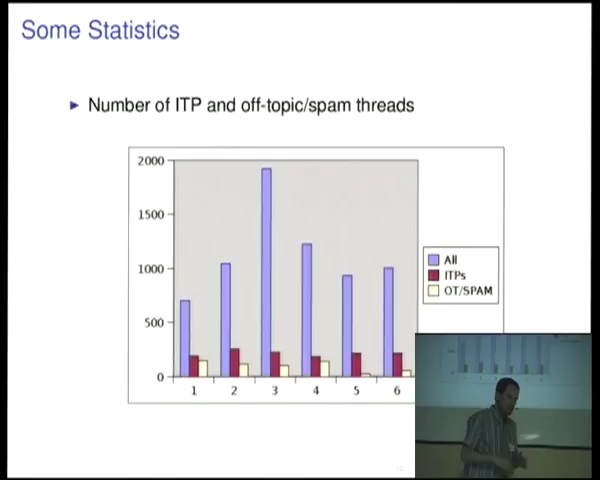 Some Statistics
Number of ITP and off-topic/spam threads
2000
1500
1000
500
0
1 2 3 4 5 6
All
ITPs
OT/SPAM